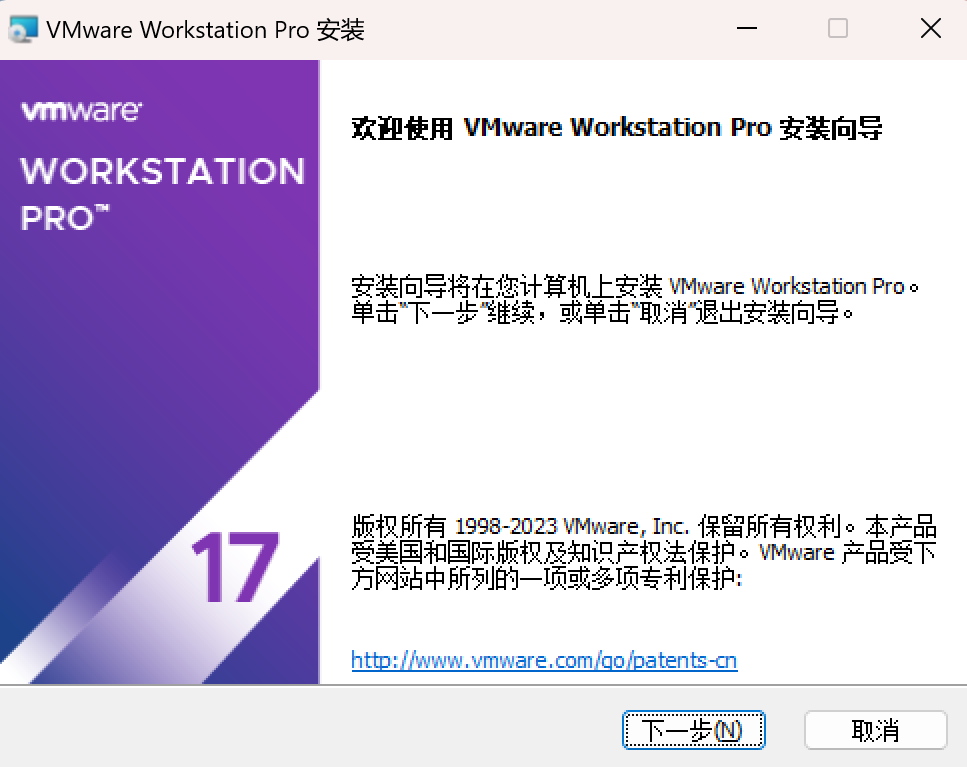 VMware Workstation Pro 安装
vmware
WORKSTATION
PRO™
17
欢迎使用 VMware Workstation Pro 安装向导
安装向导将在您计算机上安装 VMware Workstation Pro。
单击“下一步”继续，或单击“取消”退出安装向导。
版权所有 1998-2023 VMware, Inc. 保留所有权利。本产品
受美国和国际版权及知识产权法保护。VMware 产品受下
方网站中所列的一项或多项专利保护:
http://www.vmware.com/go/patents-cn
下一步(N)
取消